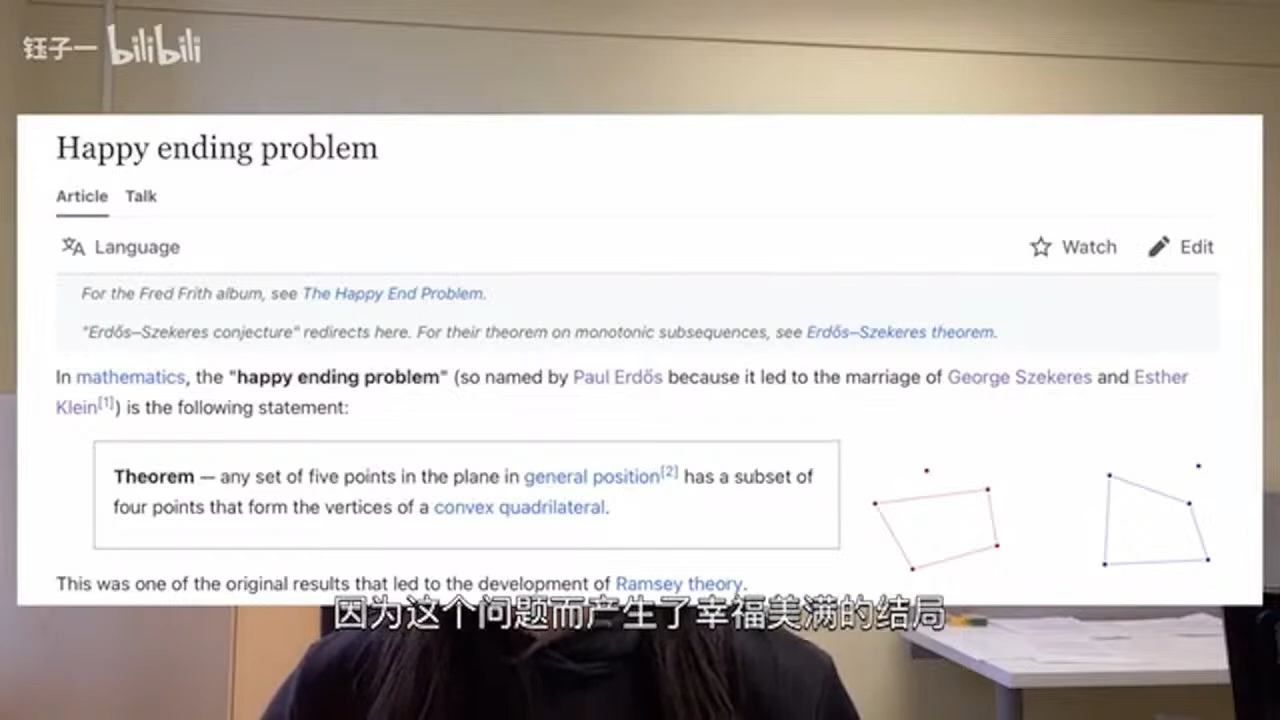 钰子一 bilibili
Happy ending problem
Article Talk
Language Watch Edit
For the Fred Frith album, see The Happy End Problem.
"Erdős–Szekeres conjecture" redirects here. For their theorem on monotonic subsequences, see Erdős–Szekeres theorem.
In mathematics, the "happy ending problem" (so named by Paul Erdős because it led to the marriage of George Szekeres and Esther
Klein[1]) is the following statement:
Theorem — any set of five points in the plane in general position[2] has a subset of
four points that form the vertices of a convex quadrilateral.
This was one of the original results that led to the development of Ramsey theory.
因为这个问题而产生了幸福美满的结局